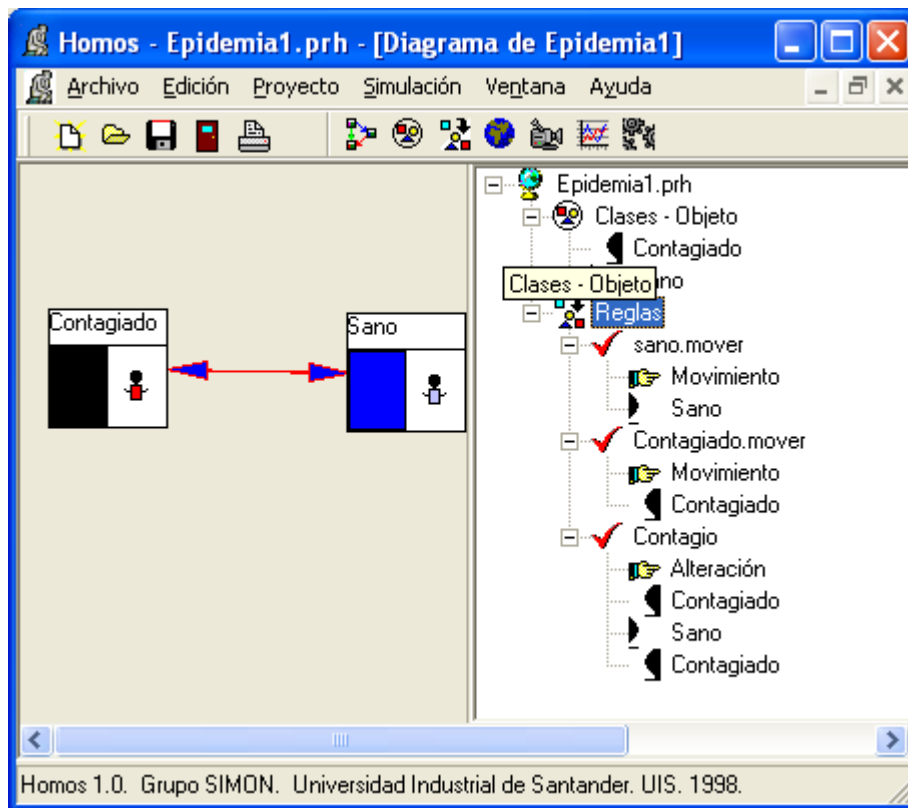 Homos - Epidemia1.prh - [Diagrama de Epidemia1]
Archivo Edición Proyecto Simulación Ventana Ayuda
Contagiado
Sano
Epidemia1.prh
Clases - Objeto
Contagiado
Clases - Objeto
Reglas
sano.mover
Movimiento
Sano
Contagiado.mover
Movimiento
Contagiado
Contagio
Alteración
Contagiado
Sano
Contagiado
Homos 1.0. Grupo SIMON. Universidad Industrial de Santander. UIS. 1998.